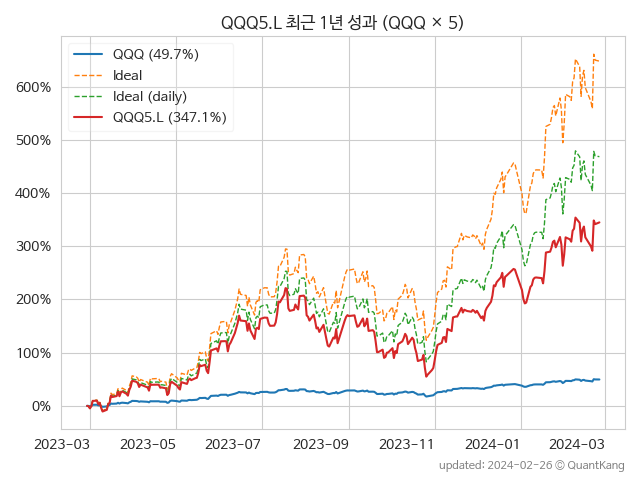 QQQ5.L 최근 1년 성과 (QQQ × 5)
QQQ (49.7%)
Ideal
Ideal (daily)
QQQ5.L (347.1%)
600%
500%
400%
300%
200%
100%
0%
2023-03 2023-05 2023-07 2023-09 2023-11 2024-01 2024-03
updated: 2024-02-26 © QuantKang